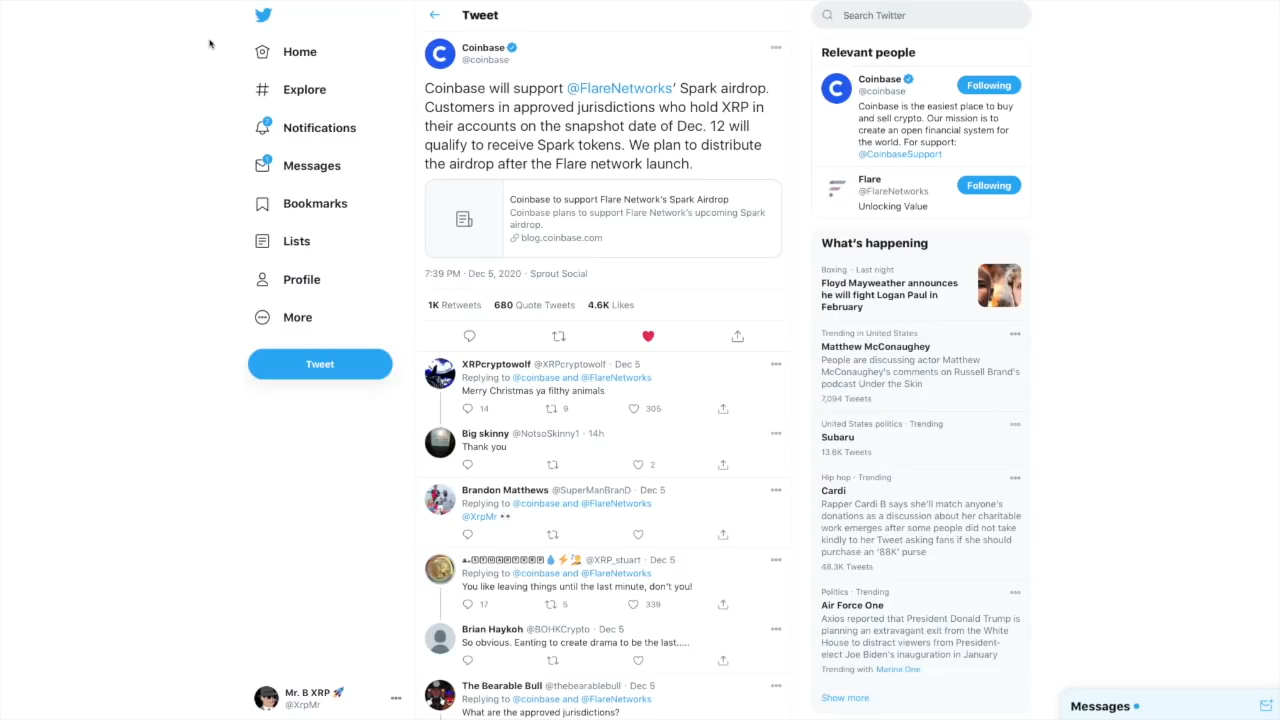 Home
Explore
7
Notifications
1
Messages
Bookmarks
Lists
Profile
More
Tweet
Mr. B XRP 🚀
@XrpMr
Tweet
Coinbase
@coinbase
Coinbase will support @FlareNetworks’ Spark airdrop.
Customers in approved jurisdictions who hold XRP in
their accounts on the snapshot date of Dec. 12 will
qualify to receive Spark tokens. We plan to distribute
the airdrop after the Flare network launch.
Coinbase to support Flare Network’s Spark Airdrop
Coinbase plans to support Flare Network’s upcoming Spark
airdrop.
blog.coinbase.com
7:39 PM · Dec 5, 2020 · Sprout Social
1K Retweets 680 Quote Tweets 4.6K Likes
XRPcryptowolf @XRPcryptowolf · Dec 5
Replying to @coinbase and @FlareNetworks
Merry Christmas ya filthy animals
14 9 305
Big skinny @NotsoSkinny1 · 14h
Thank you
2
Brandon Matthews @SuperManBranD · Dec 5
Replying to @coinbase and @FlareNetworks
@XrpMr 👀
@XRP_stuart · Dec 5
Replying to @coinbase and @FlareNetworks
You like leaving things until the last minute, don’t you!
17 5 339
Brian Haykoh @BOHKCrypto · Dec 5
So obvious. Eanting to create drama to be the last.....
The Bearable Bull @thebearablebull · Dec 5
Replying to @coinbase and @FlareNetworks
What are the approved jurisdictions?
Search Twitter
Relevant people
Coinbase
@coinbase
Following
Coinbase is the easiest place to buy
and sell crypto. Our mission is to
create an open financial system for
the world. For support:
@CoinbaseSupport
Flare
@FlareNetworks
Following
Unlocking Value
What’s happening
Boxing · Last night
Floyd Mayweather announces
he will fight Logan Paul in
February
Trending in United States
Matthew McConaughey
People are discussing actor Matthew
McConaughey's comments on Russell Brand's
podcast Under the Skin
7,094 Tweets
United States politics · Trending
Subaru
13.6K Tweets
Hip hop · Trending
Cardi
Rapper Cardi B says she'll match anyone's
donations as a discussion about her charitable
work emerges after some people did not take
kindly to her Tweet asking fans if she should
purchase an '88K' purse
48.3K Tweets
Politics · Trending
Air Force One
Axios reported that President Donald Trump is
planning an extravagant exit from the White
House to distract viewers from President-
elect Joe Biden's inauguration in January
Trending with Marine One
Show more
Messages